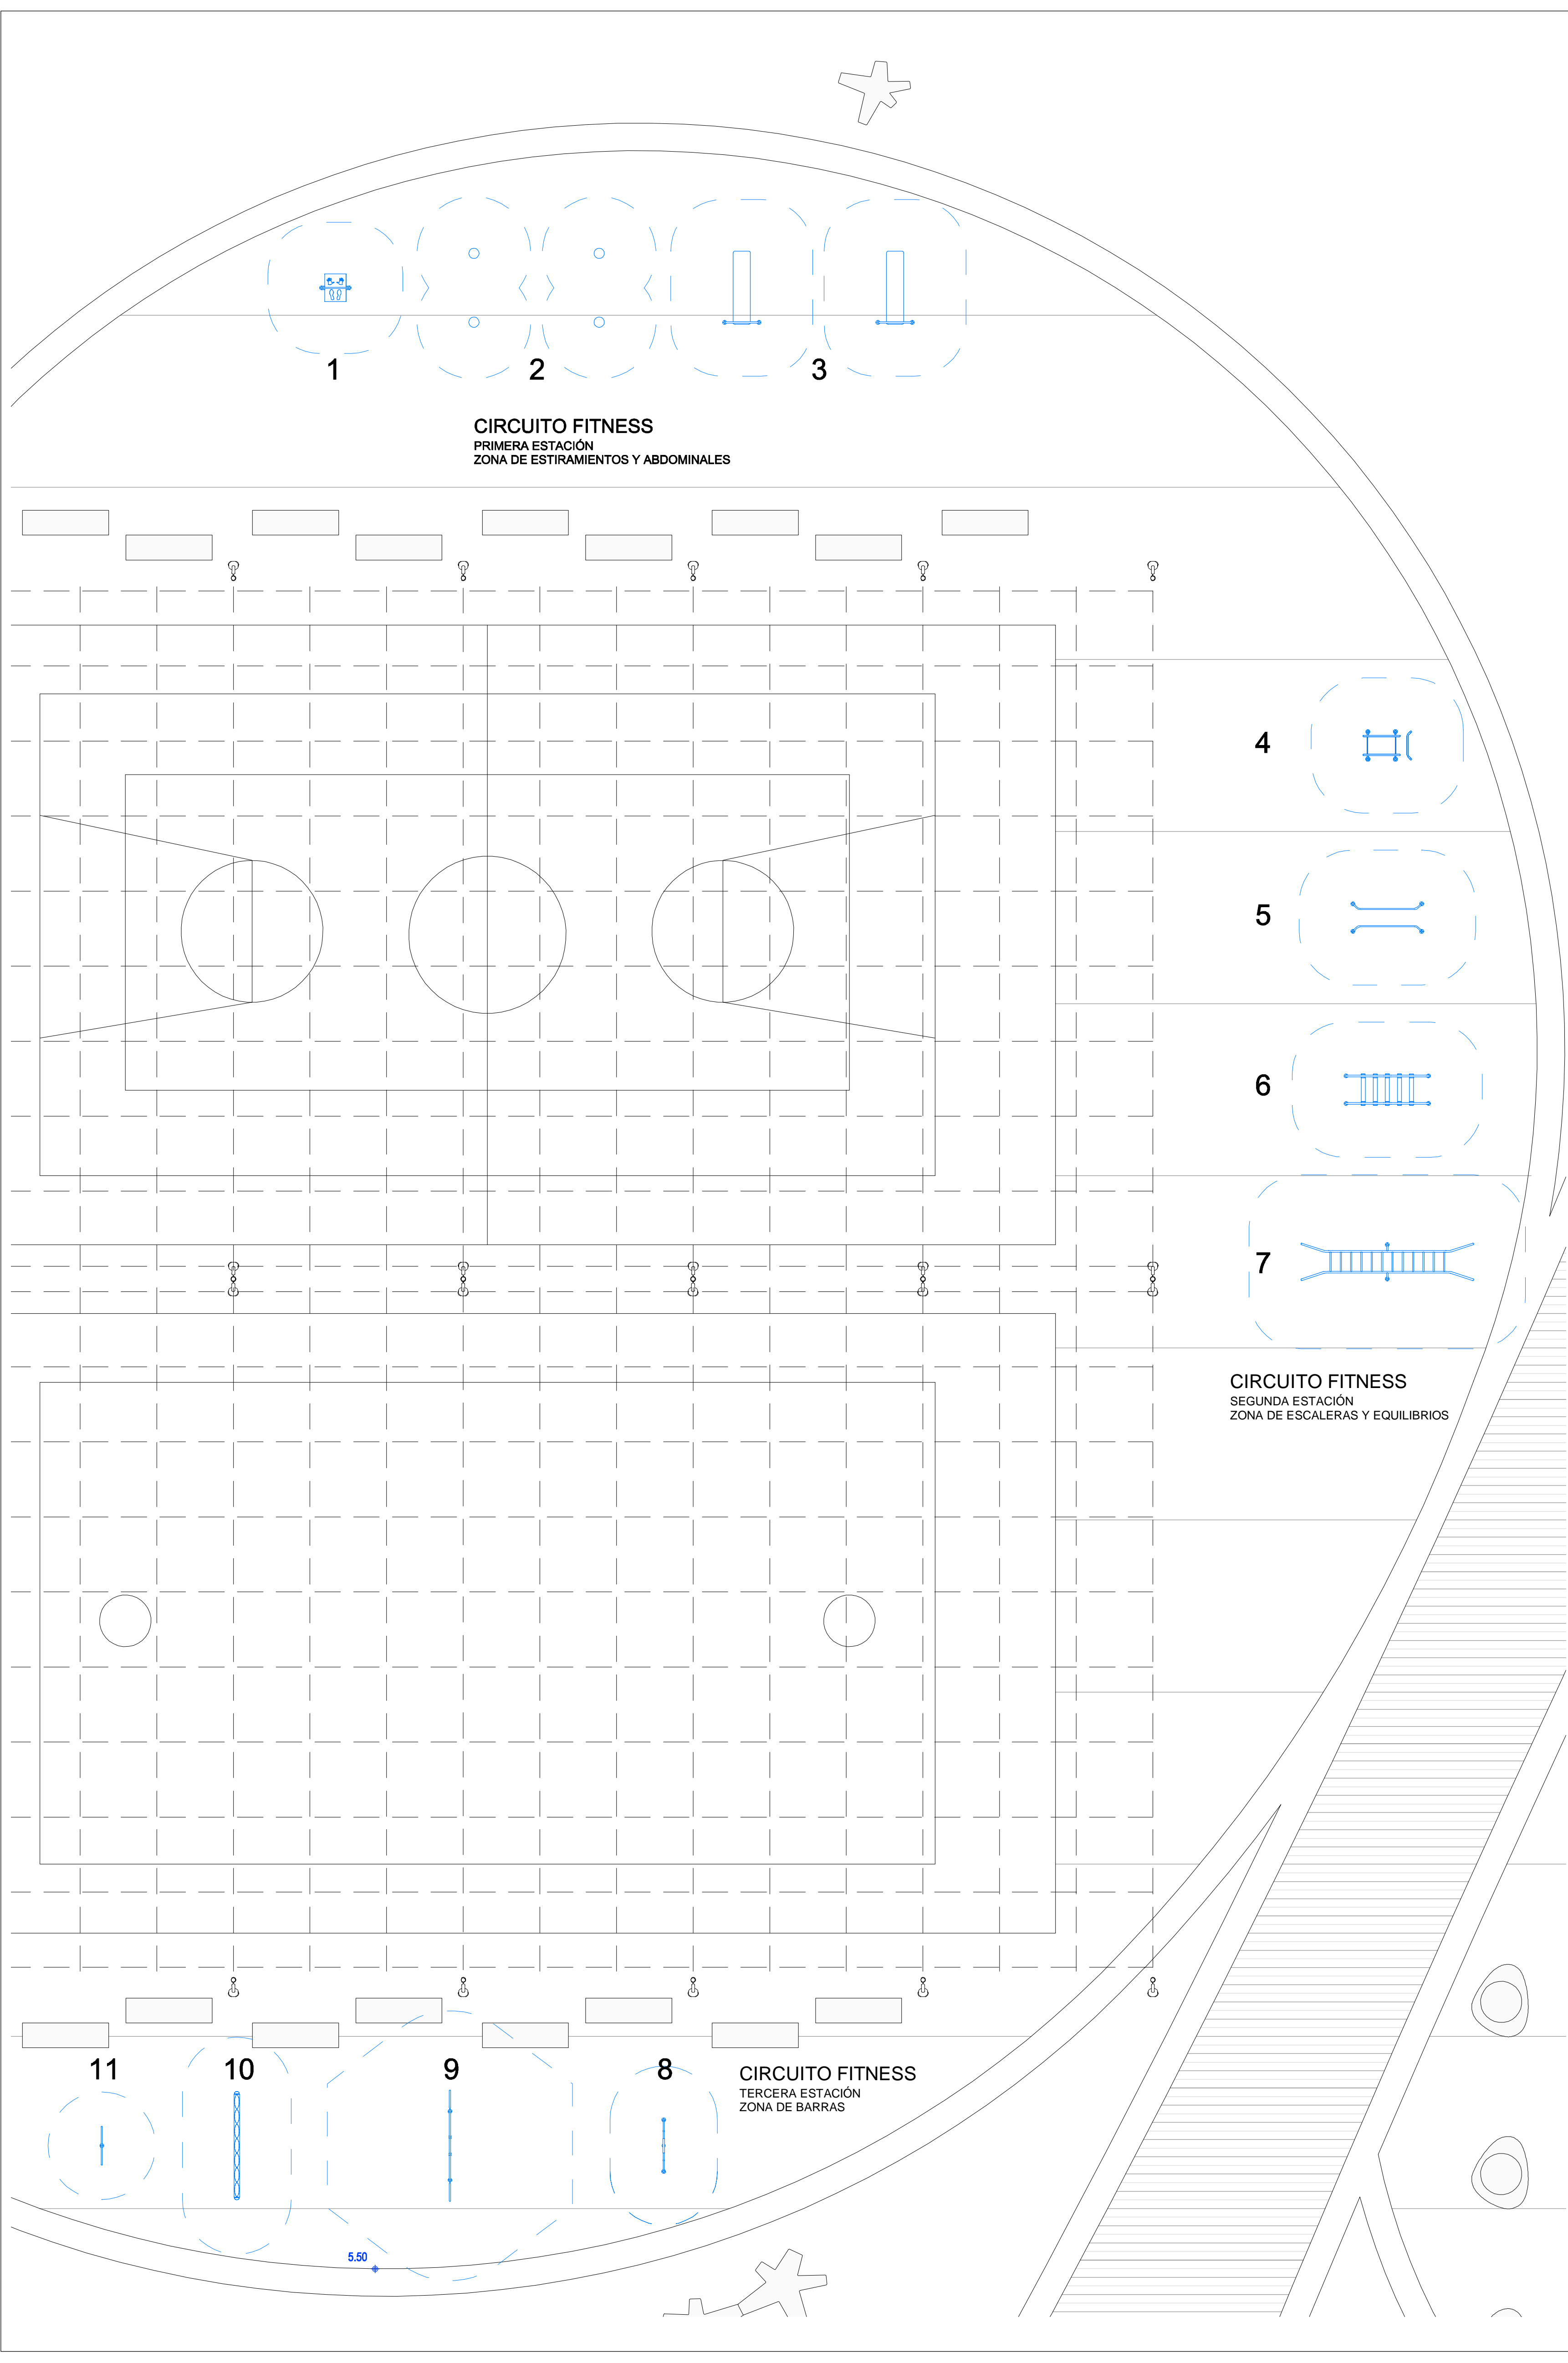 1
2
3
CIRCUITO FITNESS
PRIMERA ESTACIÓN
ZONA DE ESTIRAMIENTOS Y ABDOMINALES
4
5
6
7
CIRCUITO FITNESS
SEGUNDA ESTACIÓN
ZONA DE ESCALERAS Y EQUILIBRIOS
11
10
9
8
CIRCUITO FITNESS
TERCERA ESTACIÓN
ZONA DE BARRAS
5.50